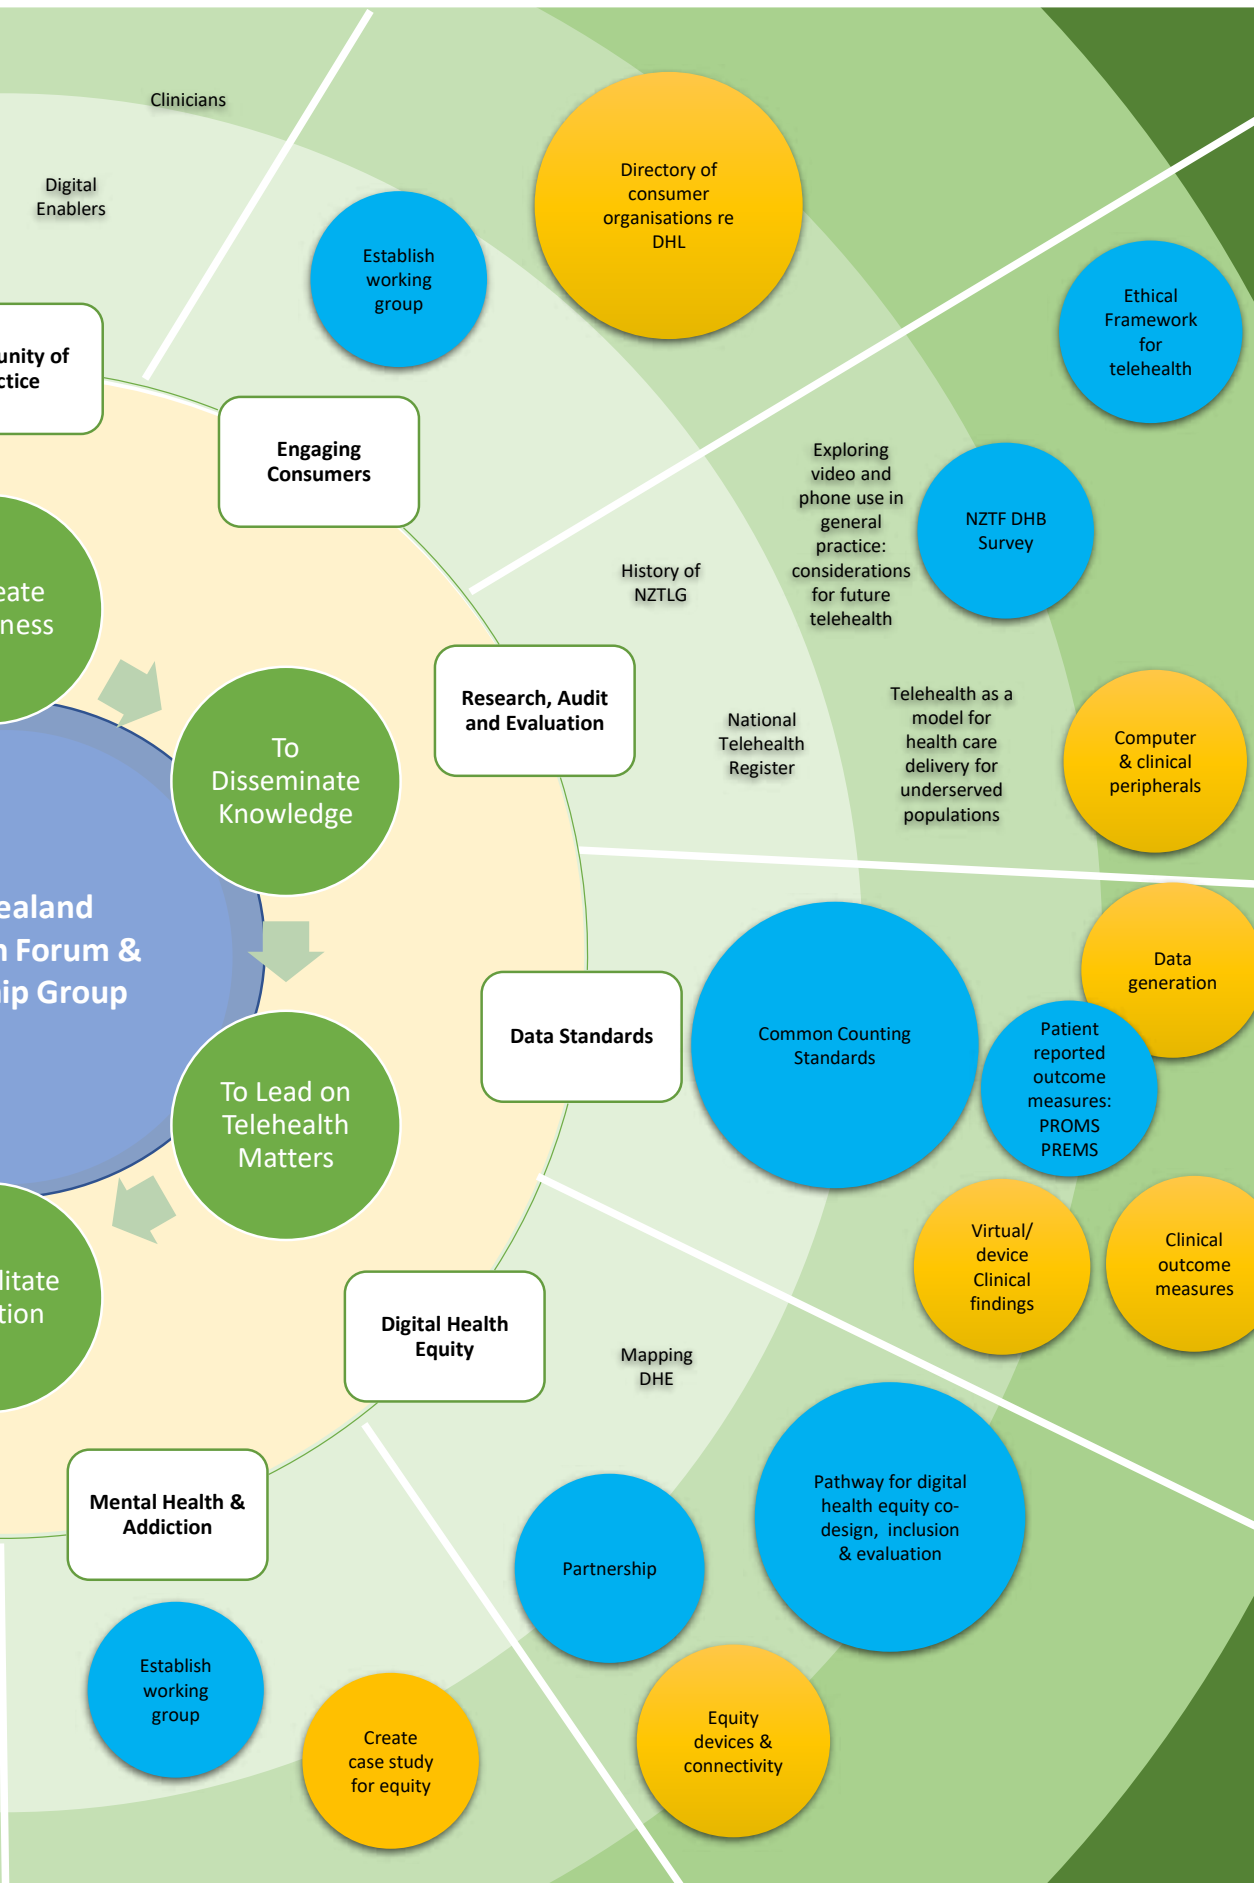 Clinicians
Digital
Enablers
Directory of
consumer
organisations re
DHL
Establish
working
group
Ethical
Framework
for
telehealth
unity of
ctice
Engaging
Consumers
Exploring
video and
phone use in
general
practice:
considerations
for future
telehealth
NZTF DHB
Survey
History of
NZTLG
eate
ness
Research, Audit
and Evaluation
National
Telehealth
Register
Telehealth as a
model for
health care
delivery for
underserved
populations
Computer
& clinical
peripherals
To
Disseminate
Knowledge
ealand
n Forum &
ip Group
Data Standards
Common Counting
Standards
Data
generation
Patient
reported
outcome
measures:
PROMS
PREMS
To Lead on
Telehealth
Matters
Virtual/
device
Clinical
findings
Clinical
outcome
measures
litate
tion
Digital Health
Equity
Mapping
DHE
Pathway for digital
health equity co-
design, inclusion
& evaluation
Partnership
Mental Health &
Addiction
Establish
working
group
Create
case study
for equity
Equity
devices &
connectivity